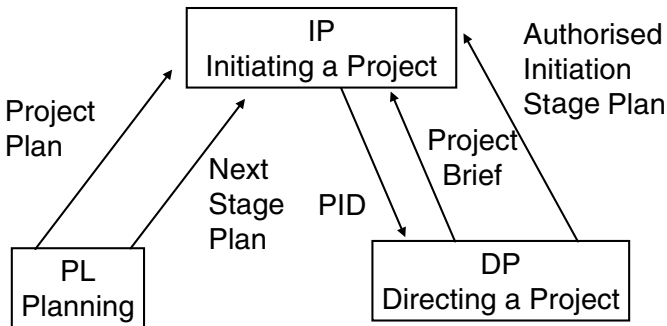 IP
Initiating a Project
Authorised
Initiation
Stage Plan
Project
Plan
Next
Stage
Plan
PID
Project
Brief
PL
Planning
DP
Directing a Project